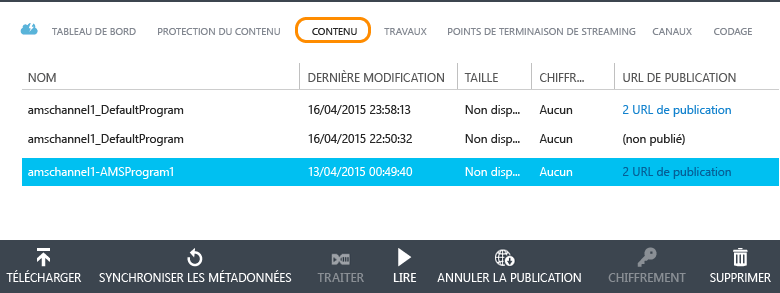 TABLEAU DE BORD PROTECTION DU CONTENU CONTENU TRAVAUX POINTS DE TERMINAISON DE STREAMING CANAUX CODAGE
NOM DERNIÈRE MODIFICATION TAILLE CHIFFR... URL DE PUBLICATION
amschannel1_DefaultProgram 16/04/2015 23:58:13 Non disp... Aucun 2 URL de publication
amschannel1_DefaultProgram 16/04/2015 22:50:32 Non disp... Aucun (non publié)
amschannel1-AMSProgram1 13/04/2015 00:49:40 Non disp... Aucun 2 URL de publication
TÉLÉCHARGER SYNCHRONISER LES MÉTADONNÉES TRAITER LIRE ANNULER LA PUBLICATION CHIFFREMENT SUPPRIMER